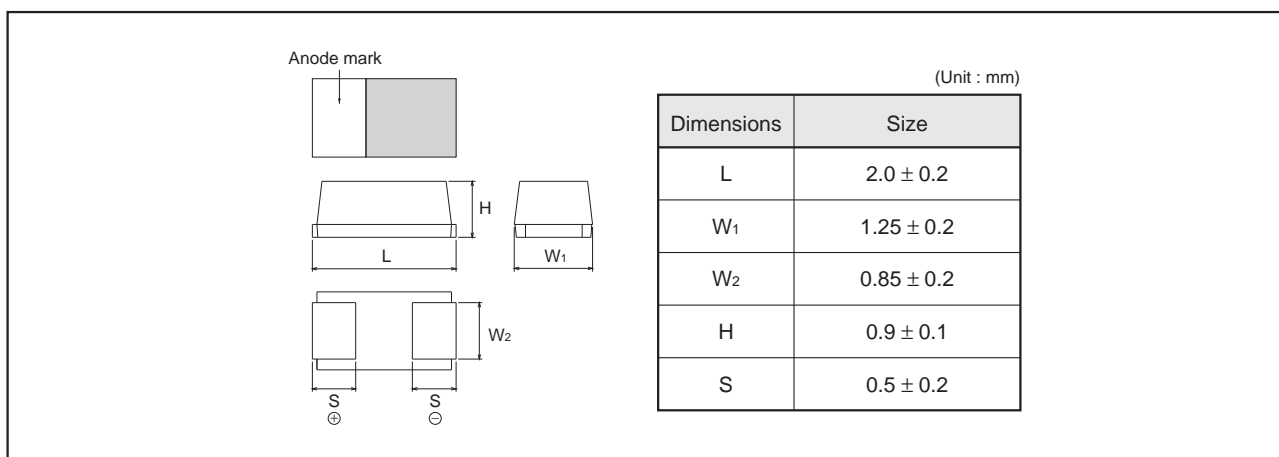 Anode mark
H
L
W1
W2
S
S
⊕
⊖
(Unit : mm)
Dimensions Size
L 2.0 ± 0.2
W1 1.25 ± 0.2
W2 0.85 ± 0.2
H 0.9 ± 0.1
S 0.5 ± 0.2